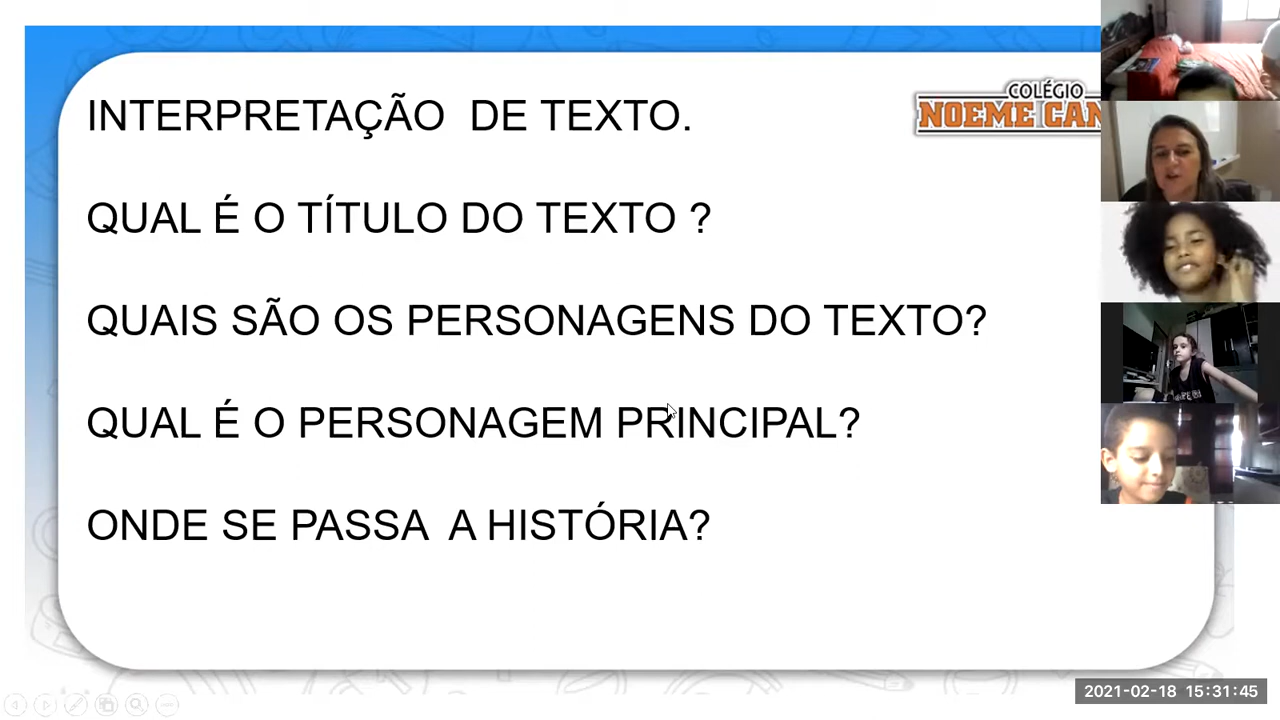 INTERPRETAÇÃO  DE TEXTO.
COLÉGIO
NOEME CAM
QUAL É O TÍTULO DO TEXTO ?
QUAIS SÃO OS PERSONAGENS DO TEXTO?
QUAL É O PERSONAGEM PRINCIPAL?
ONDE SE PASSA  A HISTÓRIA?
2021-02-18  15:31:45